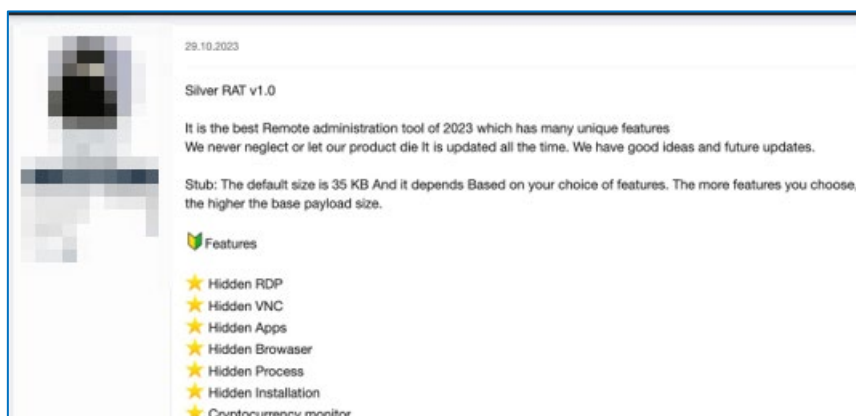 29.10.2023
Silver RAT v1.0
It is the best Remote administration tool of 2023 which has many unique features
We never neglect or let our product die It is updated all the time. We have good ideas and future updates.
Stub: The default size is 35 KB And it depends Based on your choice of features. The more features you choose,
the higher the base payload size.
Features
Hidden RDP
Hidden VNC
Hidden Apps
Hidden Browaser
Hidden Process
Hidden Installation
Cryptocurrency monitor